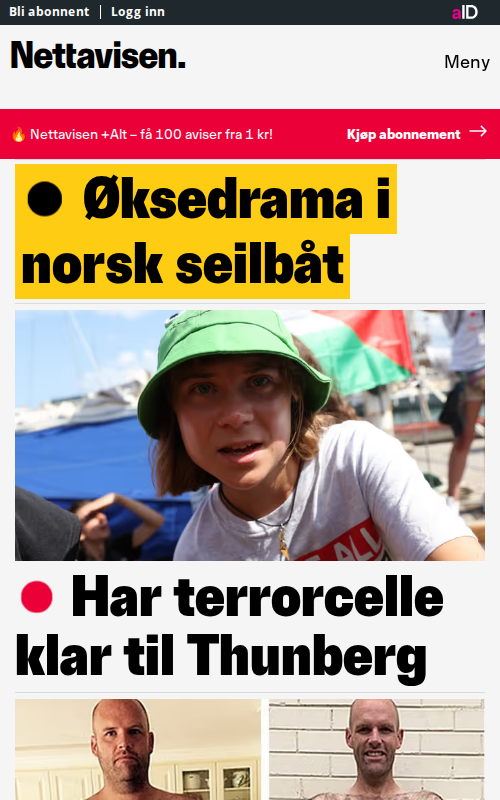 Bli abonnent | Logg inn
aID
Nettavisen.
Meny
🔥 Nettavisen +Alt – få 100 aviser fra 1 kr!
Kjøp abonnement →
Øksedrama i
norsk seilbåt
Har terrorcelle
klar til Thunberg